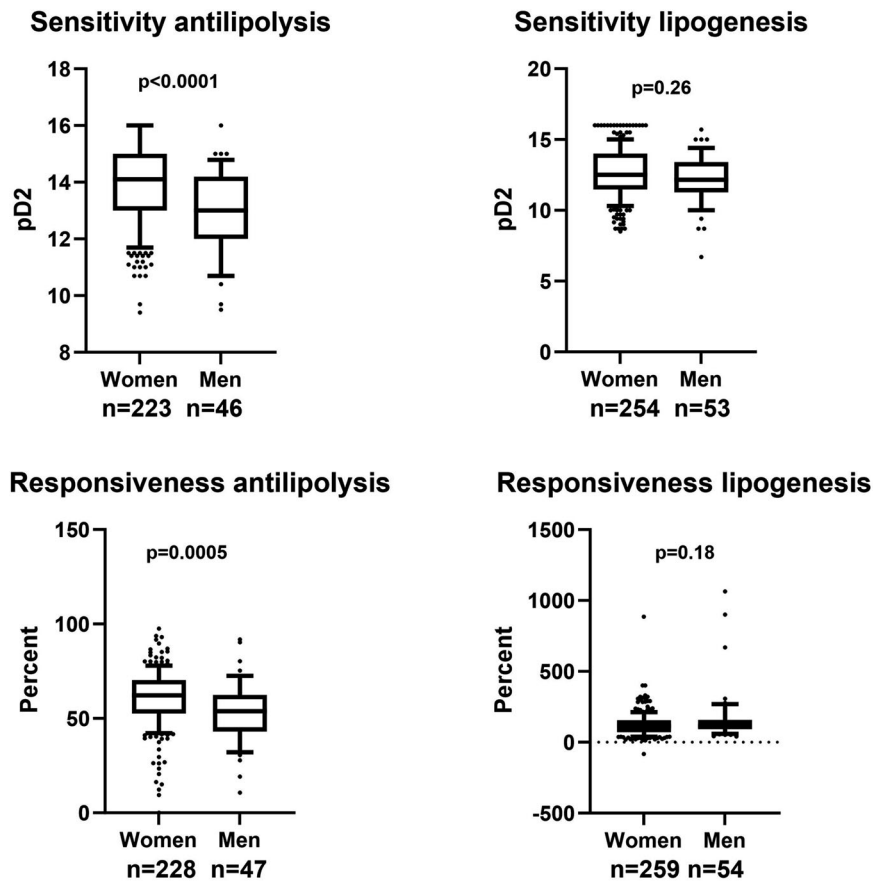 Sensitivity antilipolysis
p<0.0001
pD2
18
16
14
12
10
8
Women Men
n=223 n=46
Sensitivity lipogenesis
p=0.26
pD2
20
15
10
5
0
Women Men
n=254 n=53
Responsiveness antilipolysis
p=0.0005
Percent
150
100
50
0
Women Men
n=228 n=47
Responsiveness lipogenesis
p=0.18
Percent
1500
1000
500
0
-500
Women Men
n=259 n=54